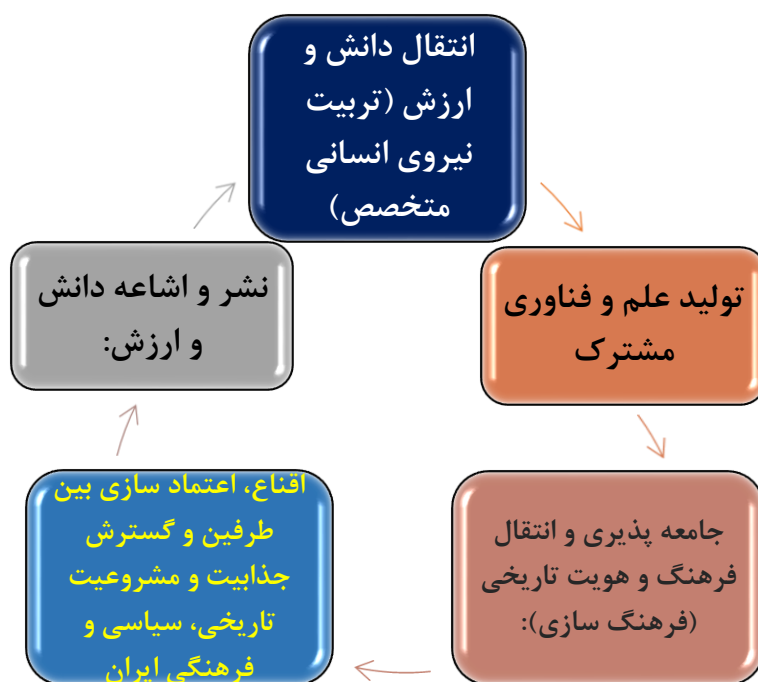 انتقال دانش و
ارزش (تربیت
نیروی انسانی
متخصص)
تولید علم و فناوری
مشترک
جامعه پذیری و انتقال
فرهنگ و هویت تاریخی
(فرهنگ سازی):
اقناع، اعتماد سازی بین
طرفین و گسترش
جذابیت و مشروعیت
تاریخی، سیاسی و
فرهنگی ایران
نشر و اشاعه دانش
و ارزش: